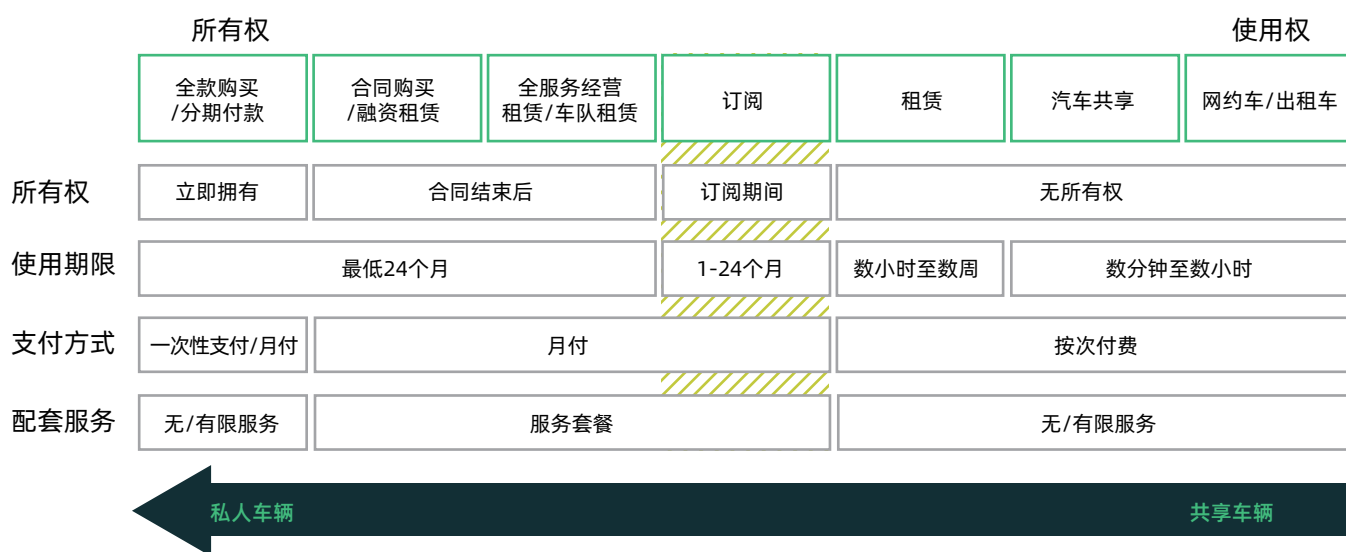 所有权
使用权
全款购买
/分期付款
合同购买
/融资租赁
全服务经营
租赁/车队租赁
订阅
租赁
汽车共享
网约车/出租车
所有权
立即拥有
合同结束后
订阅期间
无所有权
使用期限
最低24个月
1-24个月
数小时至数周
数分钟至数小时
支付方式
一次性支付/月付
月付
按次付费
配套服务
无/有限服务
服务套餐
无/有限服务
私人车辆
共享车辆